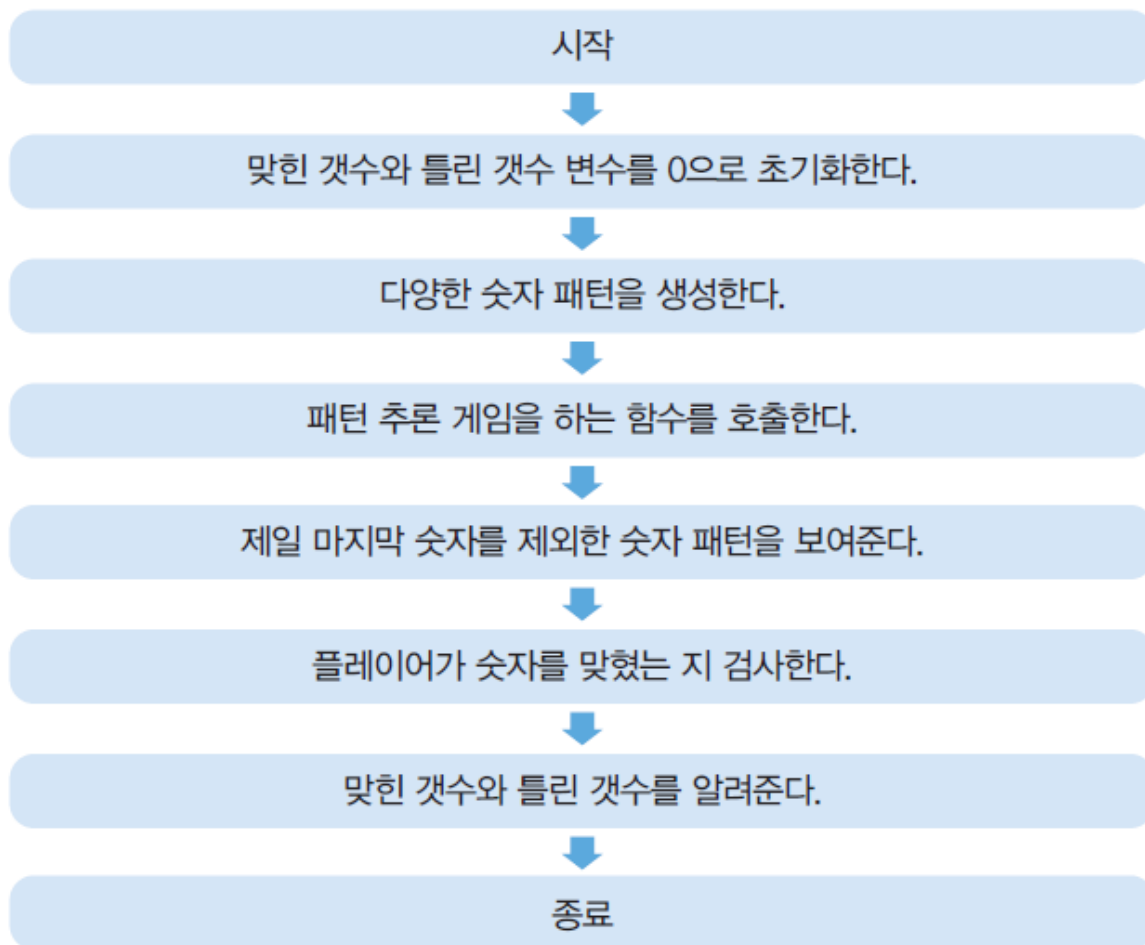 시작
맞힌 갯수와 틀린 갯수 변수를 0으로 초기화한다.
다양한 숫자 패턴을 생성한다.
패턴 추론 게임을 하는 함수를 호출한다.
제일 마지막 숫자를 제외한 숫자 패턴을 보여준다.
플레이어가 숫자를 맞혔는 지 검사한다.
맞힌 갯수와 틀린 갯수를 알려준다.
종료